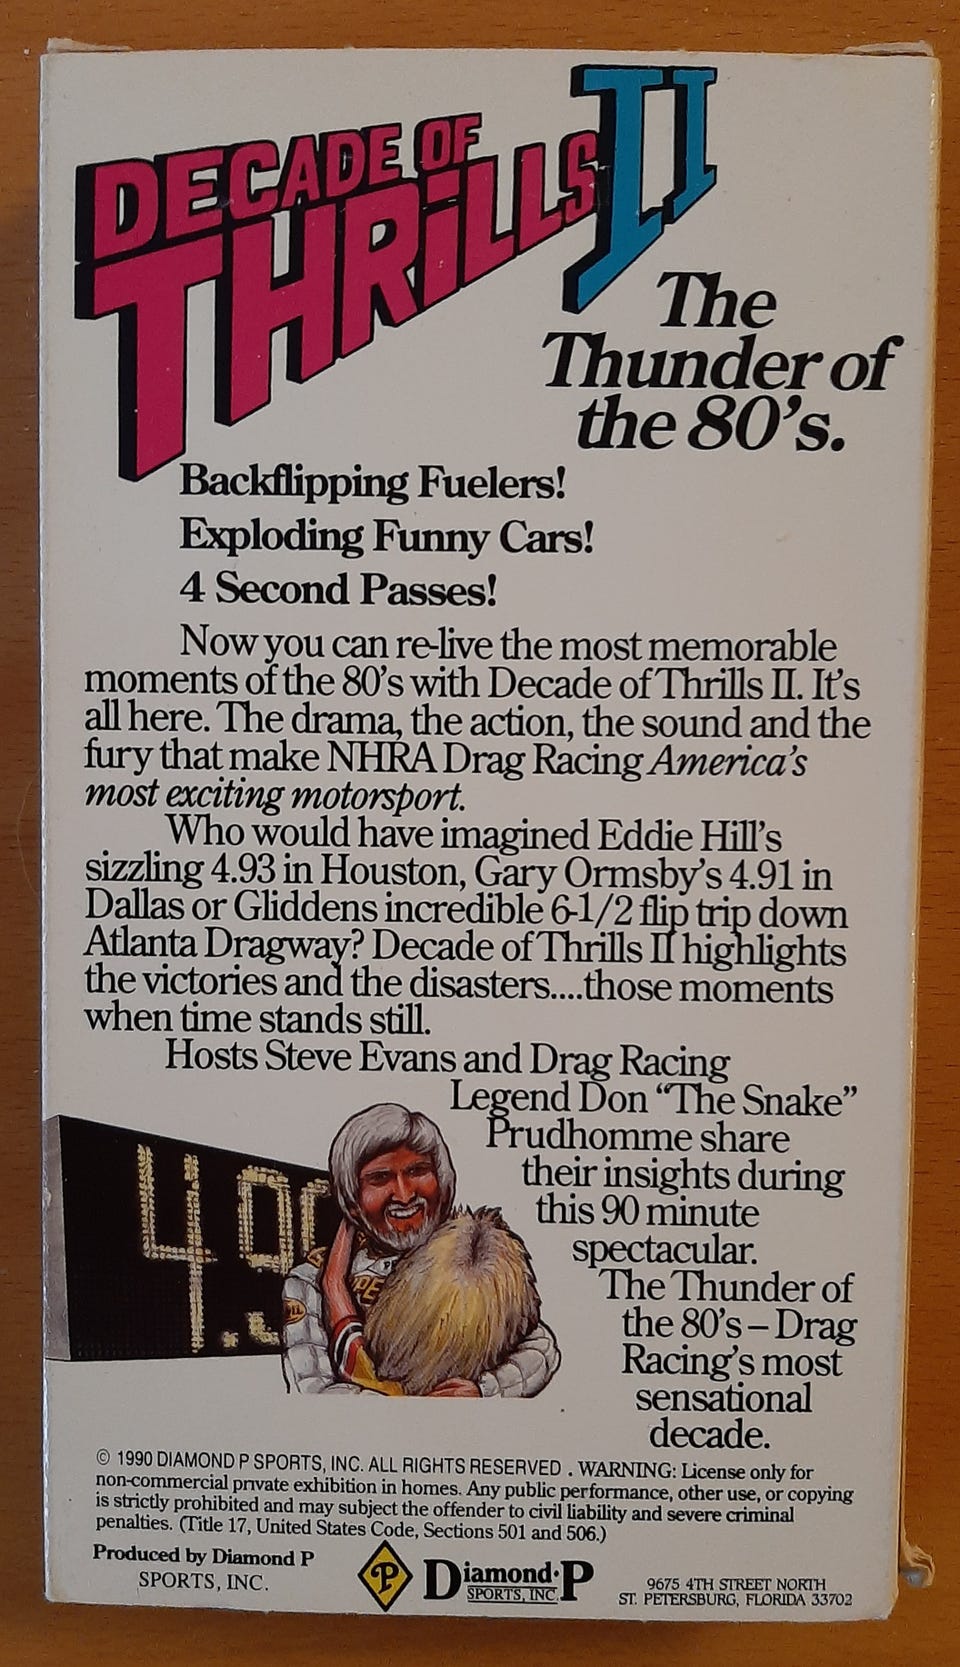 DECADE OF
THRiLLS II
The
Thunder of
the 80's.
Backflipping Fuelers!
Exploding Funny Cars!
4 Second Passes!
Now you can re-live the most memorable
moments of the 80's with Decade of Thrills II. It's
all here. The drama, the action, the sound and the
fury that make NHRA Drag Racing America's
most exciting motorsport.
Who would have imagined Eddie Hill's
sizzling 4.93 in Houston, Gary Ormsby's 4.91 in
Dallas or Gliddens incredible 6-1/2 flip trip down
Atlanta Dragway? Decade of Thrills II highlights
the victories and the disasters....those moments
when time stands still.
Hosts Steve Evans and Drag Racing
Legend Don “The Snake”
Prudhomme share
their insights during
this 90 minute
spectacular.
The Thunder of
the 80's – Drag
Racing's most
sensational
decade.
© 1990 DIAMOND P SPORTS, INC. ALL RIGHTS RESERVED . WARNING: License only for
non-commercial private exhibition in homes. Any public performance, other use, or copying
is strictly prohibited and may subject the offender to civil liability and severe criminal
penalties. (Title 17, United States Code, Sections 501 and 506.)
Produced by Diamond P
SPORTS, INC.
P
Diamond·P
SPORTS, INC.
9675 4TH STREET NORTH
ST. PETERSBURG, FLORIDA 33702